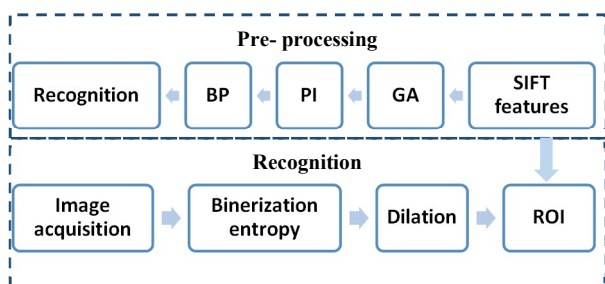 Pre- processing
Recognition
BP
PI
GA
SIFT
features
Recognition
Image
acquisition
Binerization
entropy
Dilation
ROI